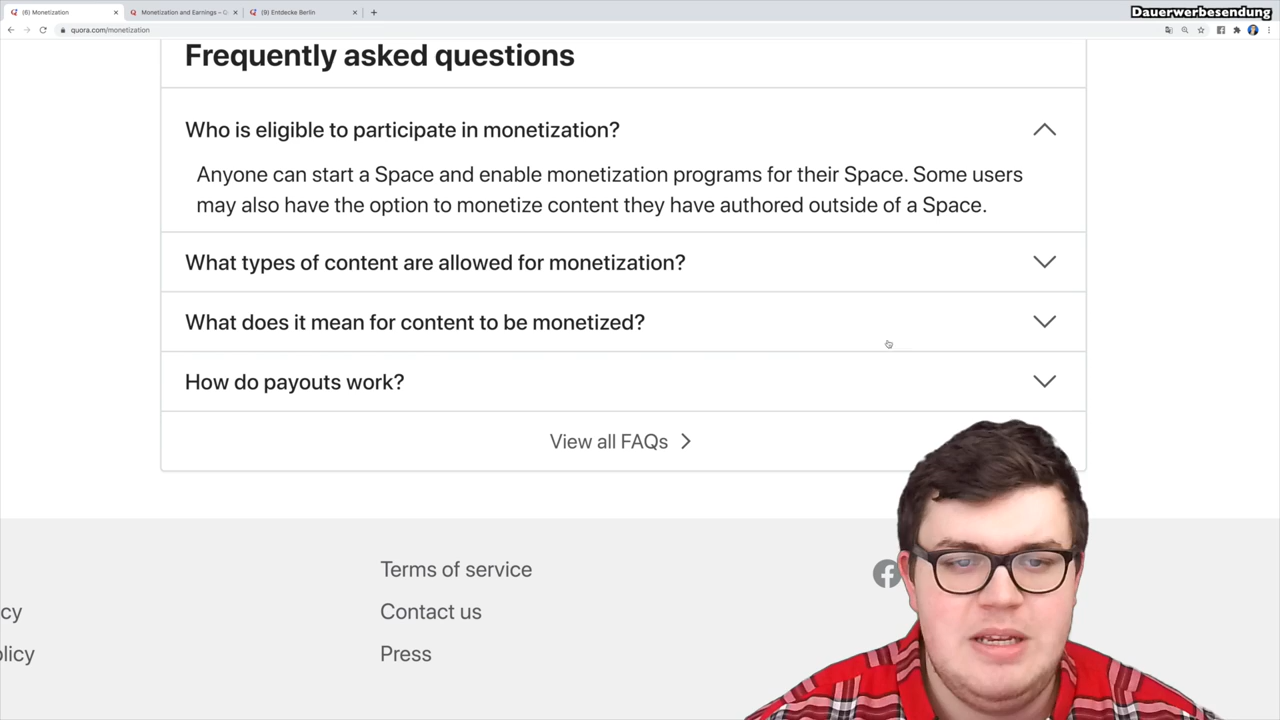 (6) Monetization
Monetization and Earnings – Q
(9) Entdecke Berlin
Dauerwerbesendung
quora.com/monetization
Frequently asked questions
Who is eligible to participate in monetization?
Anyone can start a Space and enable monetization programs for their Space. Some users
may also have the option to monetize content they have authored outside of a Space.
What types of content are allowed for monetization?
What does it mean for content to be monetized?
How do payouts work?
View all FAQs
Terms of service
cy
Contact us
olicy
Press